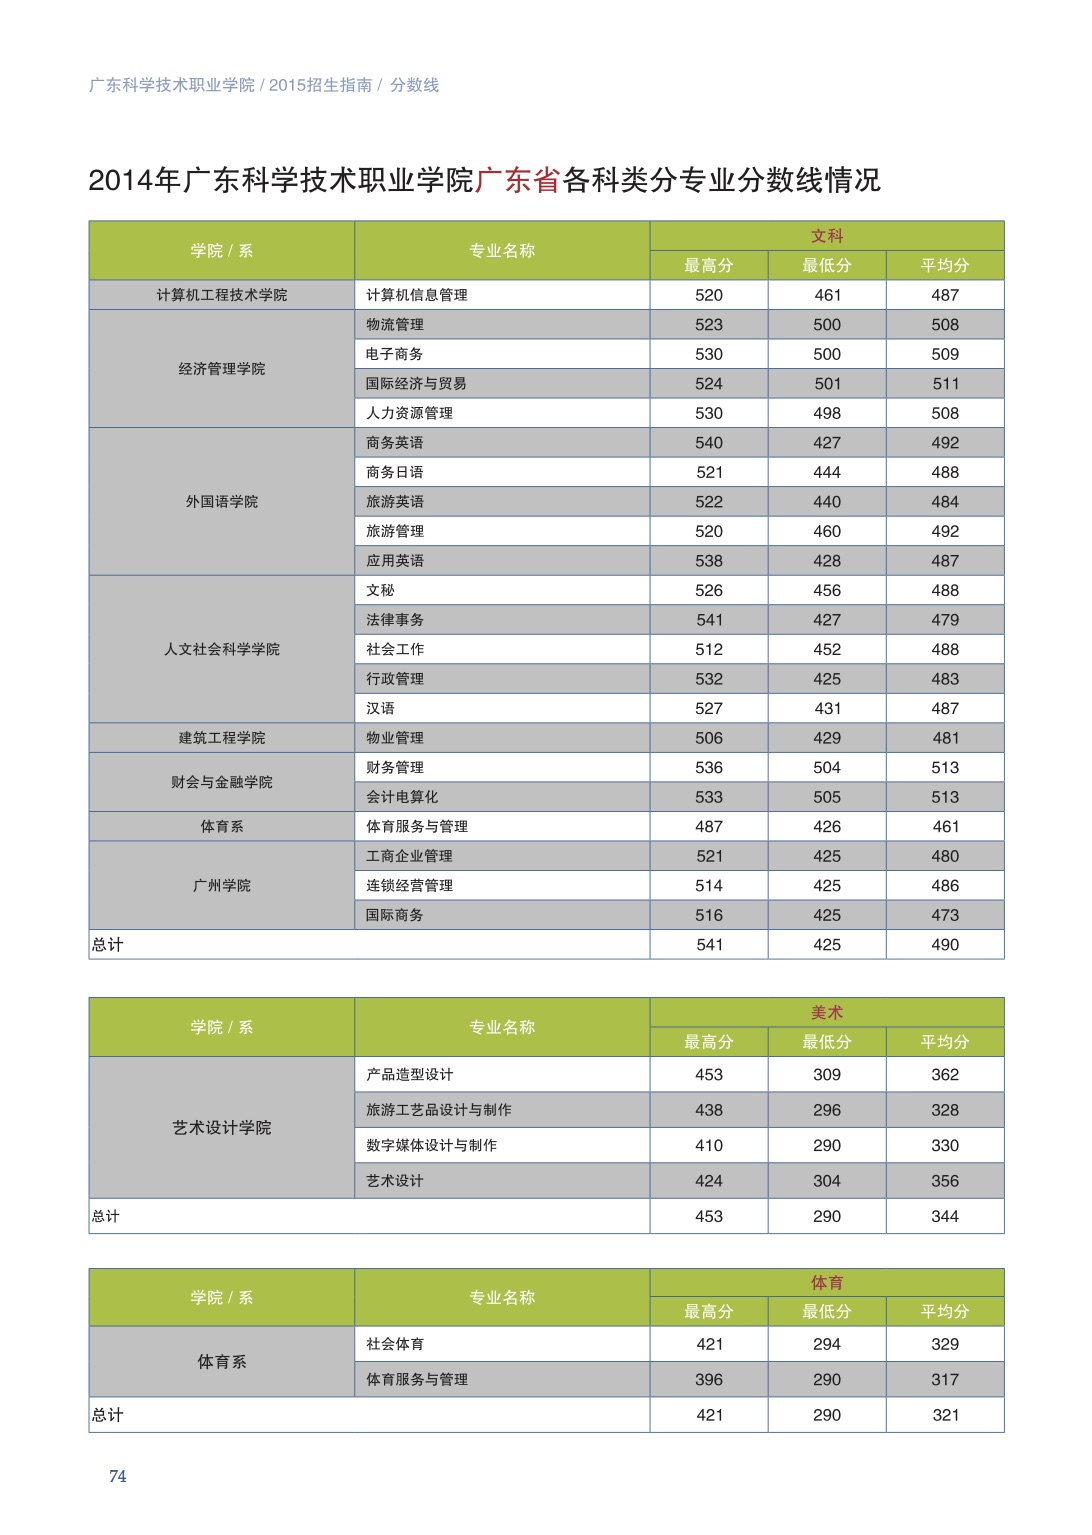 广东科学技术职业学院 / 2015招生指南 / 分数线
2014年广东科学技术职业学院广东省各科类分专业分数线情况
学院 / 系 专业名称 文科
最高分 最低分 平均分
计算机工程技术学院 计算机信息管理 520 461 487
经济管理学院 物流管理 523 500 508
电子商务 530 500 509
国际经济与贸易 524 501 511
人力资源管理 530 498 508
外国语学院 商务英语 540 427 492
商务日语 521 444 488
旅游英语 522 440 484
旅游管理 520 460 492
应用英语 538 428 487
人文社会科学学院 文秘 526 456 488
法律事务 541 427 479
社会工作 512 452 488
行政管理 532 425 483
汉语 527 431 487
建筑工程学院 物业管理 506 429 481
财会与金融学院 财务管理 536 504 513
会计电算化 533 505 513
体育系 体育服务与管理 487 426 461
广州学院 工商企业管理 521 425 480
连锁经营管理 514 425 486
国际商务 516 425 473
总计 541 425 490
学院 / 系 专业名称 美术
最高分 最低分 平均分
艺术设计学院 产品造型设计 453 309 362
旅游工艺品设计与制作 438 296 328
数字媒体设计与制作 410 290 330
艺术设计 424 304 356
总计 453 290 344
学院 / 系 专业名称 体育
最高分 最低分 平均分
体育系 社会体育 421 294 329
体育服务与管理 396 290 317
总计 421 290 321
74